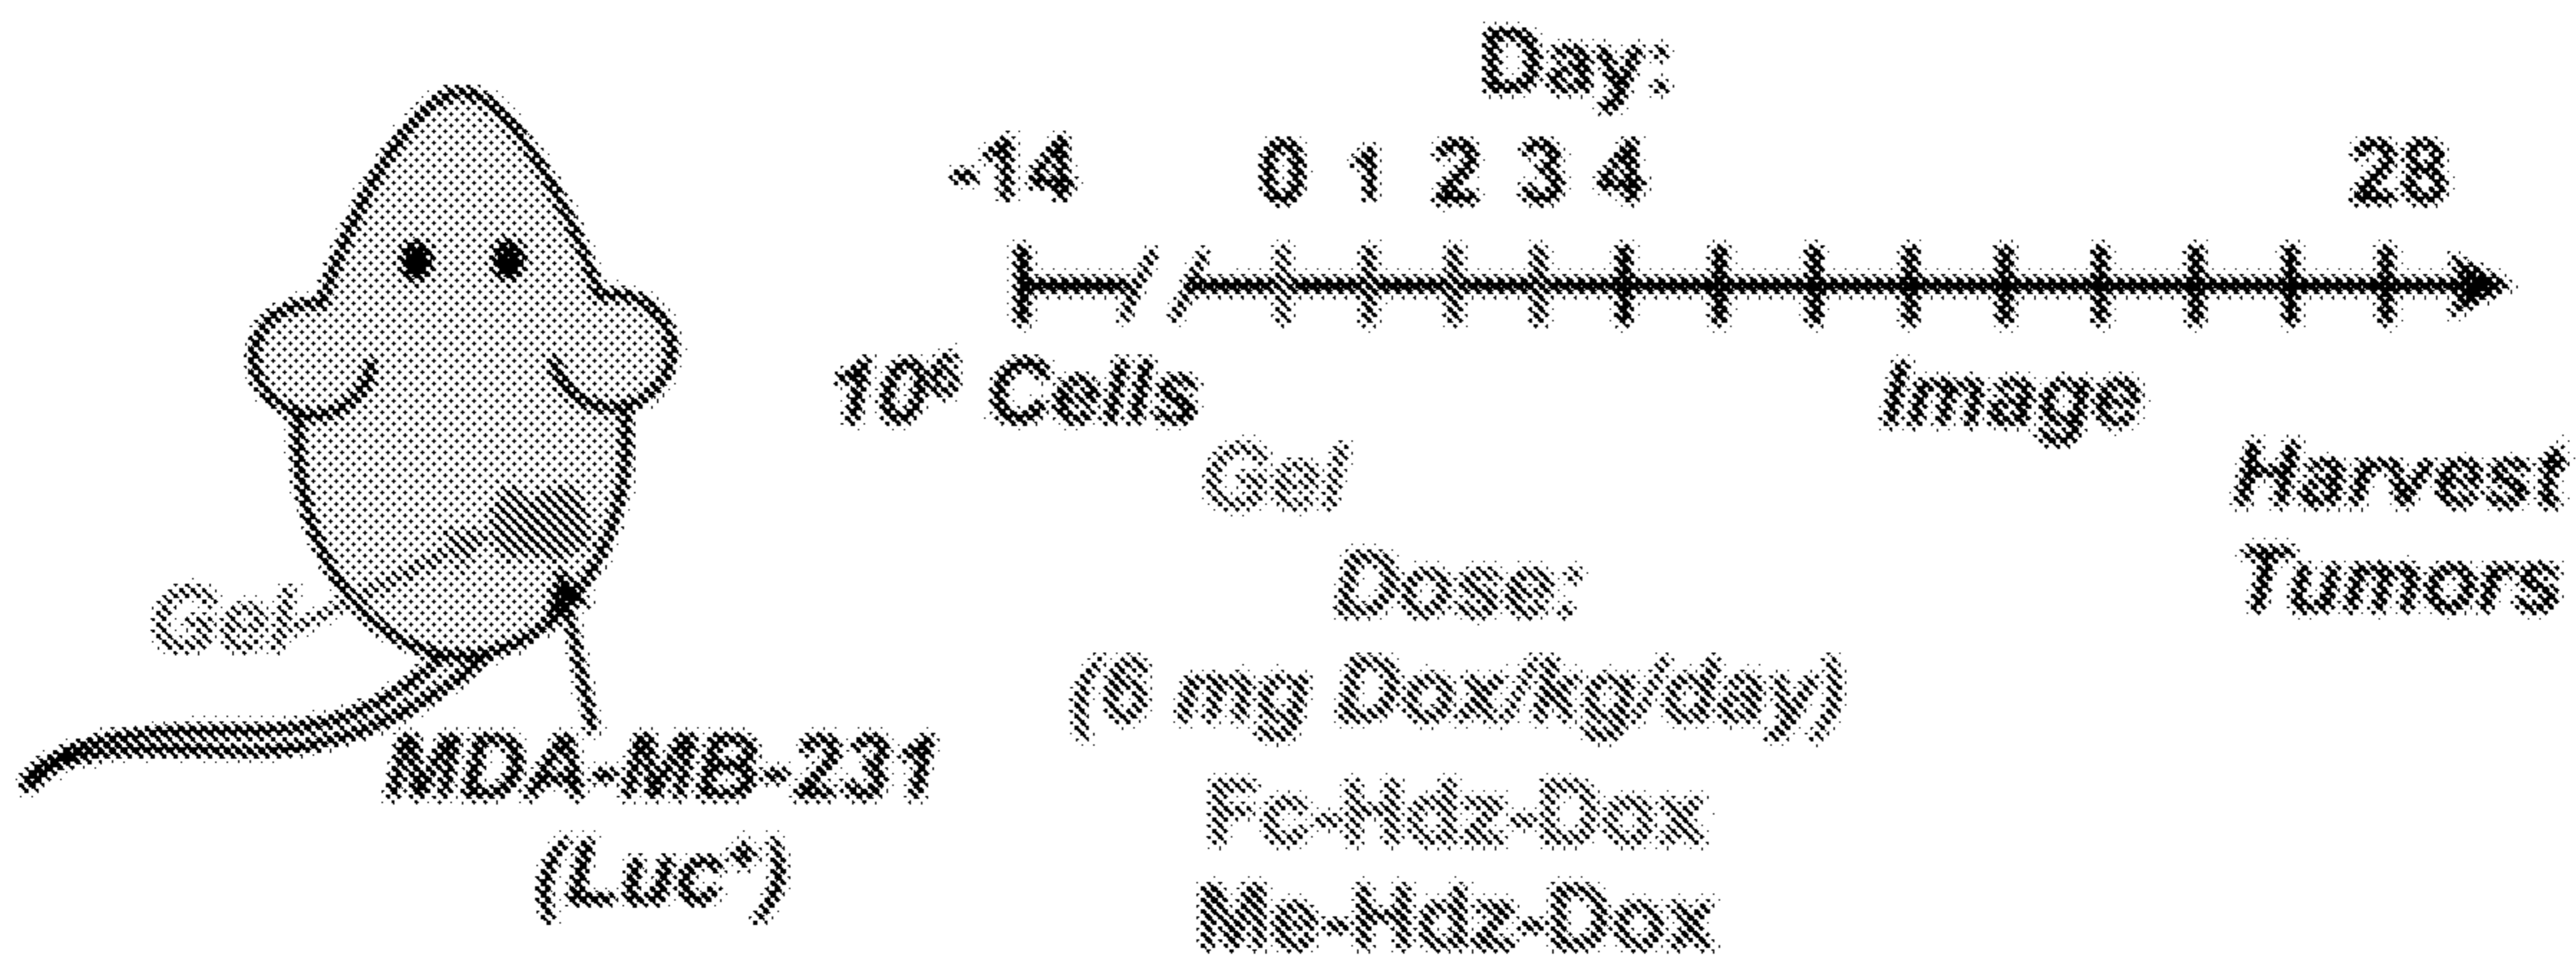 Day:
-14 0 1 2 3 4 28
10⁶ Cells
Image
Gel
Harvest
Tumors
Dose:
(6 mg Dox/kg/day)
Fc-Hdz-Dox
Me-Hdz-Dox
Gel
MDA-MB-231
(Luc⁺)